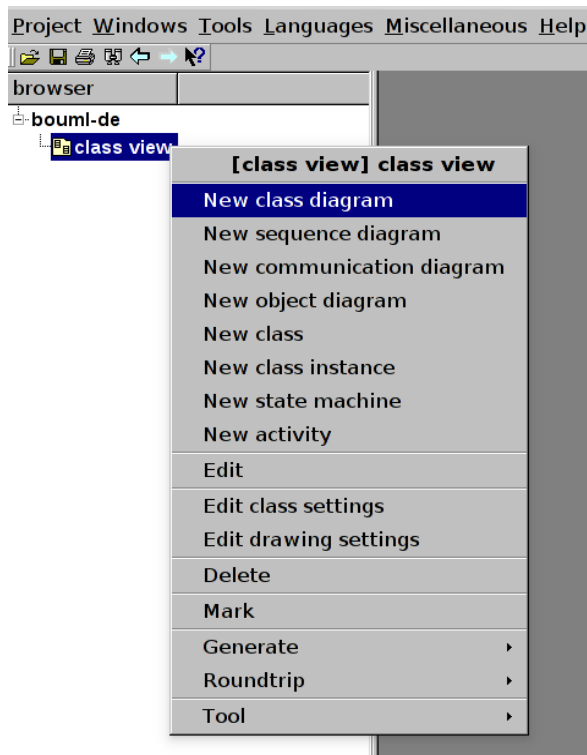 Project Windows Tools Languages Miscellaneous Help
browser
bouml-de
class view
[class view] class view
New class diagram
New sequence diagram
New communication diagram
New object diagram
New class
New class instance
New state machine
New activity
Edit
Edit class settings
Edit drawing settings
Delete
Mark
Generate
Roundtrip
Tool